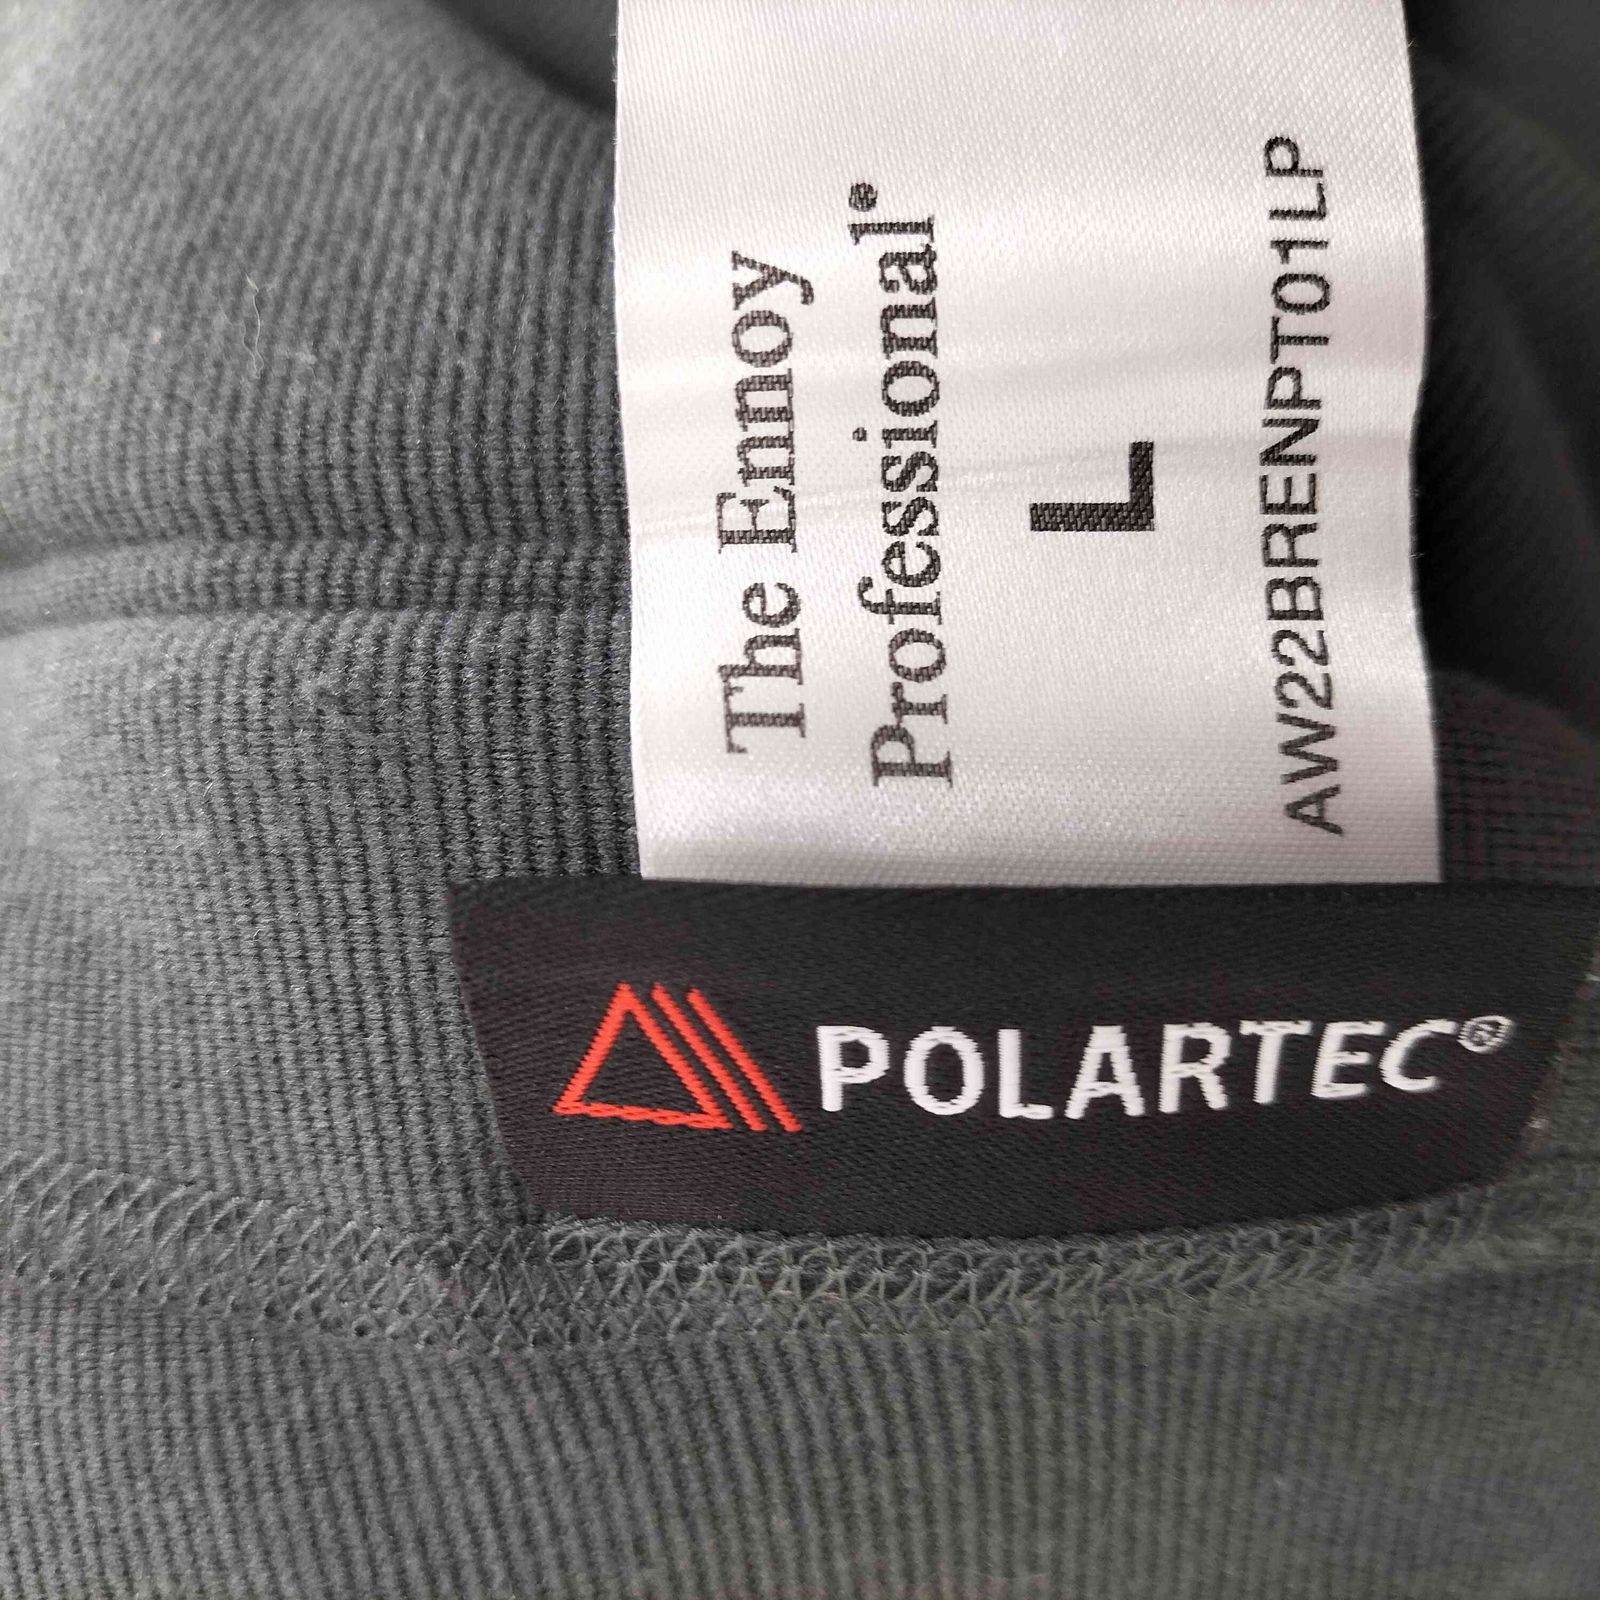 The Ennoy
Professional®
L
AW22BRENPT01LP
POLARTEC®